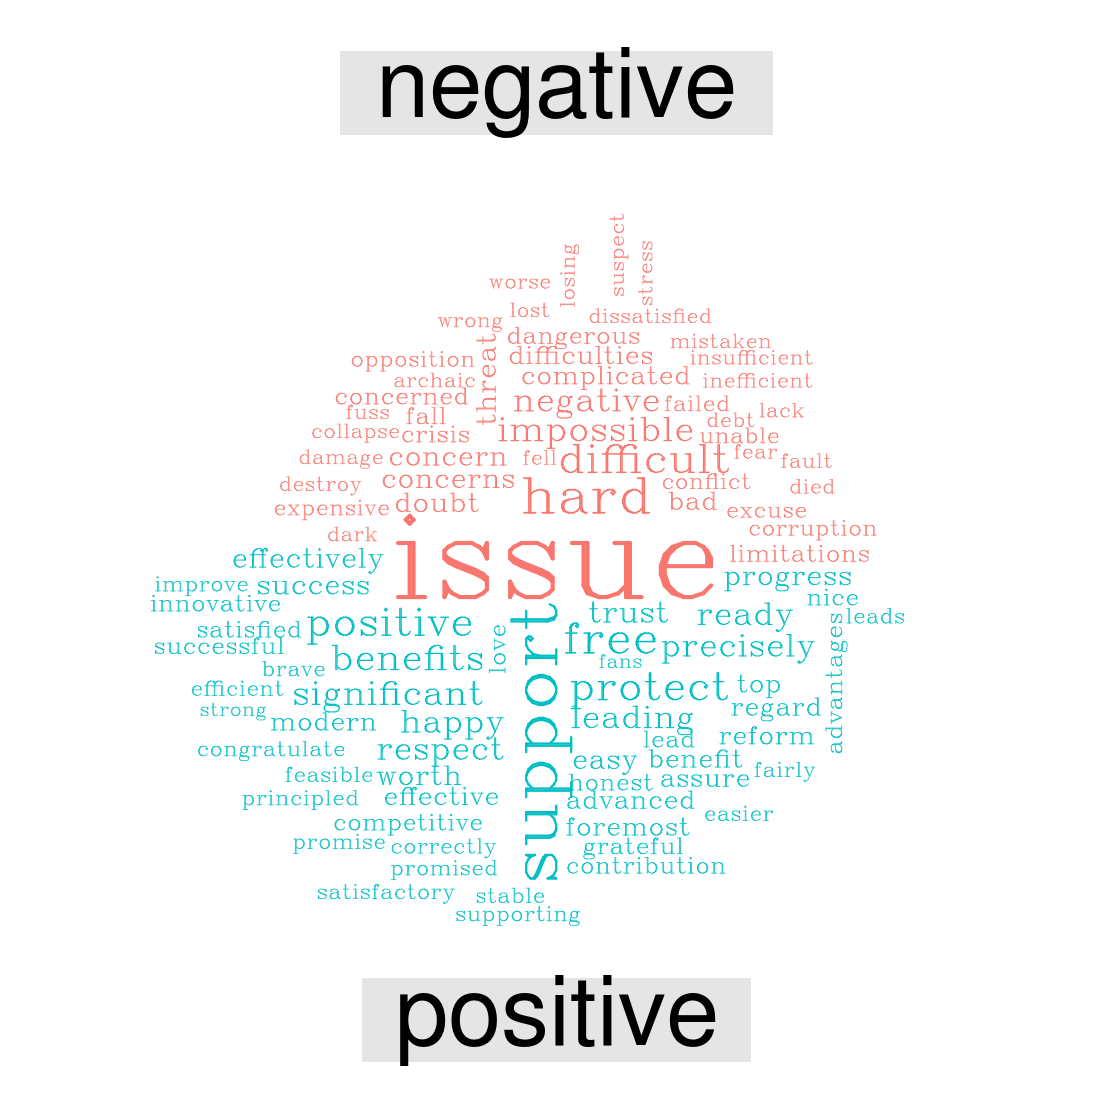 negative
suspect
losing
stress
worse
lost
dissatisfied
wrong
dangerous
threat
mistaken
opposition
difficulties
insufficient
archaic
complicated
inefficient
concerned
negative
failed
fuss
fall
debt
lack
collapse
crisis
impossible
unable
damage
concern
fell
difficult
fear
fault
destroy
concerns
conflict
died
expensive
doubt
hard
bad
excuse
dark
corruption
issue
limitations
effectively
progress
improve
success
nice
innovative
support
trust
ready
leads
satisfied
positive
free
precisely
advantages
successful
benefits
love
fans
brave
efficient
significant
protect
top
strong
modern
happy
leading
regard
congratulate
respect
lead
reform
feasible
worth
easy
benefit
fairly
honest
assure
principled
effective
advanced
easier
competitive
foremost
promise
correctly
grateful
promised
contribution
satisfactory
stable
supporting
positive